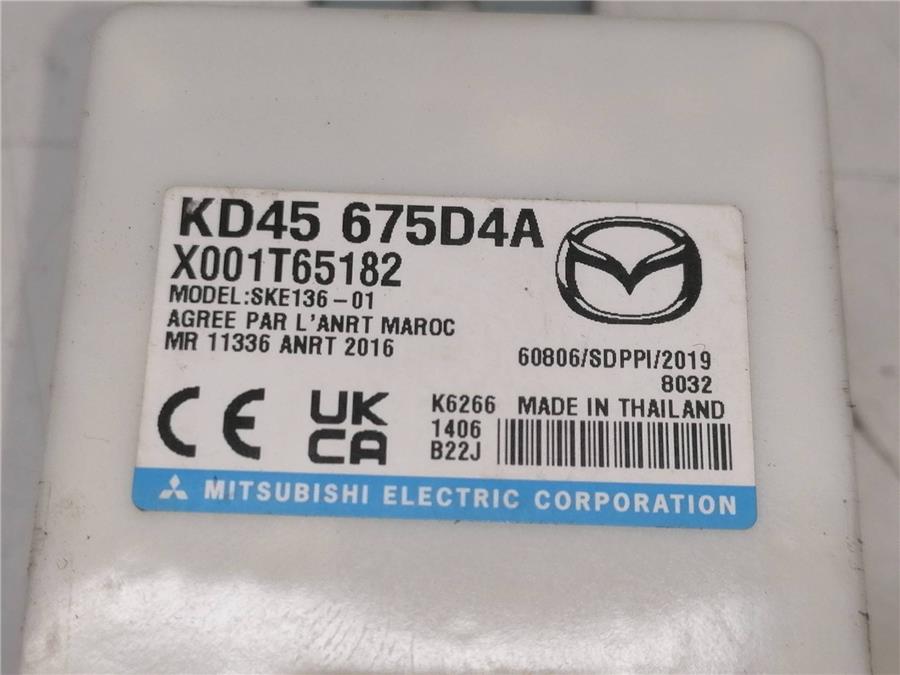 KD45 675D4A
X001T65182
MODEL:SKE136-01
AGREE PAR L'ANRT MAROC
MR 11336 ANRT 2016
60806/SDPPI/2019
8032
CE
UK
CA
K6266 MADE IN THAILAND
1406
B22J
MITSUBISHI ELECTRIC CORPORATION